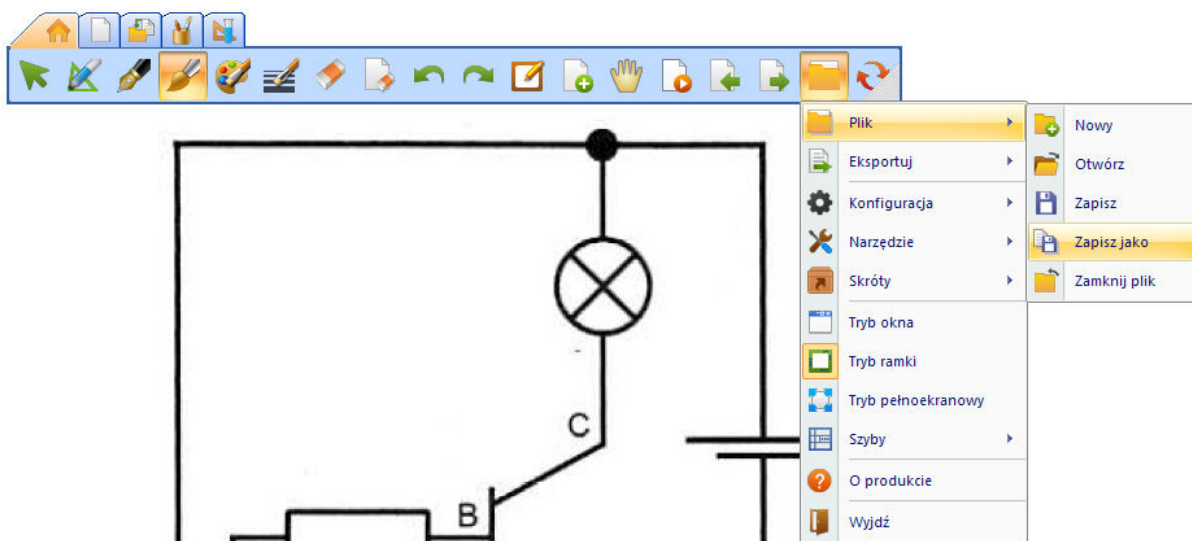 Plik
Eksportuj
Konfiguracja
Narzędzie
Skróty
Tryb okna
Tryb ramki
Tryb pełnoekranowy
Szyby
O produkcie
Wyjdź
Nowy
Otwórz
Zapisz
Zapisz jako
Zamknij plik
C
B